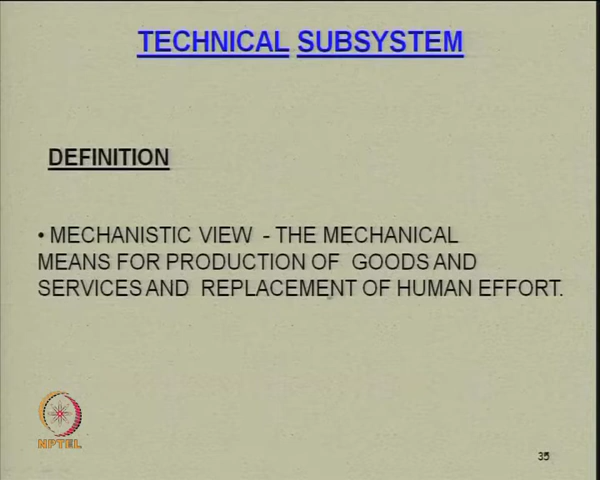 TECHNICAL SUBSYSTEM
DEFINITION
• MECHANISTIC VIEW - THE MECHANICAL
MEANS FOR PRODUCTION OF GOODS AND
SERVICES AND REPLACEMENT OF HUMAN EFFORT.
NPTEL
35